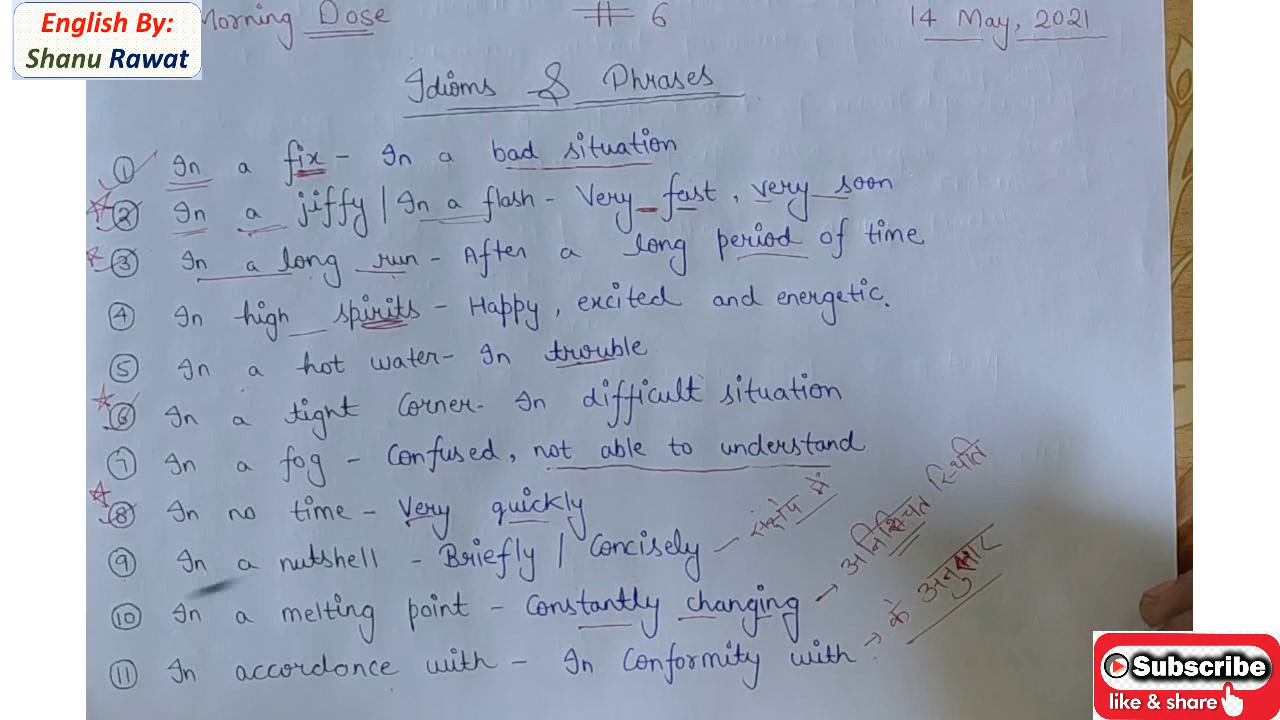 English By:
Shanu Rawat
Morning Dose # 6 14 May, 2021
Idioms & Phrases
① In a fix - In a bad situation
② In a jiffy / In a flash - Very fast, very soon
③ In a long run - After a long period of time
④ In high spirits - Happy, excited and energetic.
⑤ In a hot water - In trouble
⑥ In a tight corner - In difficult situation
⑦ In a fog - Confused, not able to understand
⑧ In no time - Very quickly
⑨ In a nutshell - Briefly / Concisely - संक्षेप में
⑩ In a melting point - Constantly changing → अनिश्चित स्थिति
⑪ In accordance with - In conformity with → के अनुसार
Subscribe
like & share